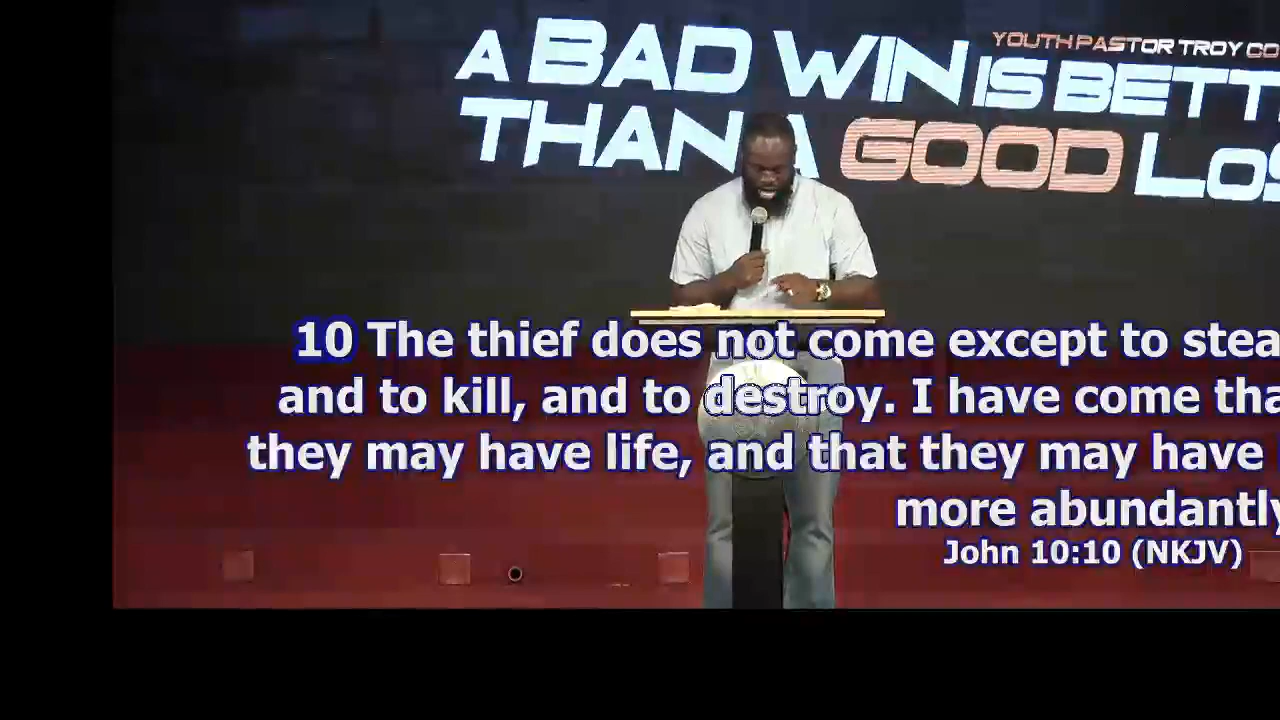 YOUTH PASTOR TROY CO
A BAD WIN IS BETT
THAN A GOOD LOS
10 The thief does not come except to stea
and to kill, and to destroy. I have come tha
they may have life, and that they may have
more abundantly
John 10:10 (NKJV)